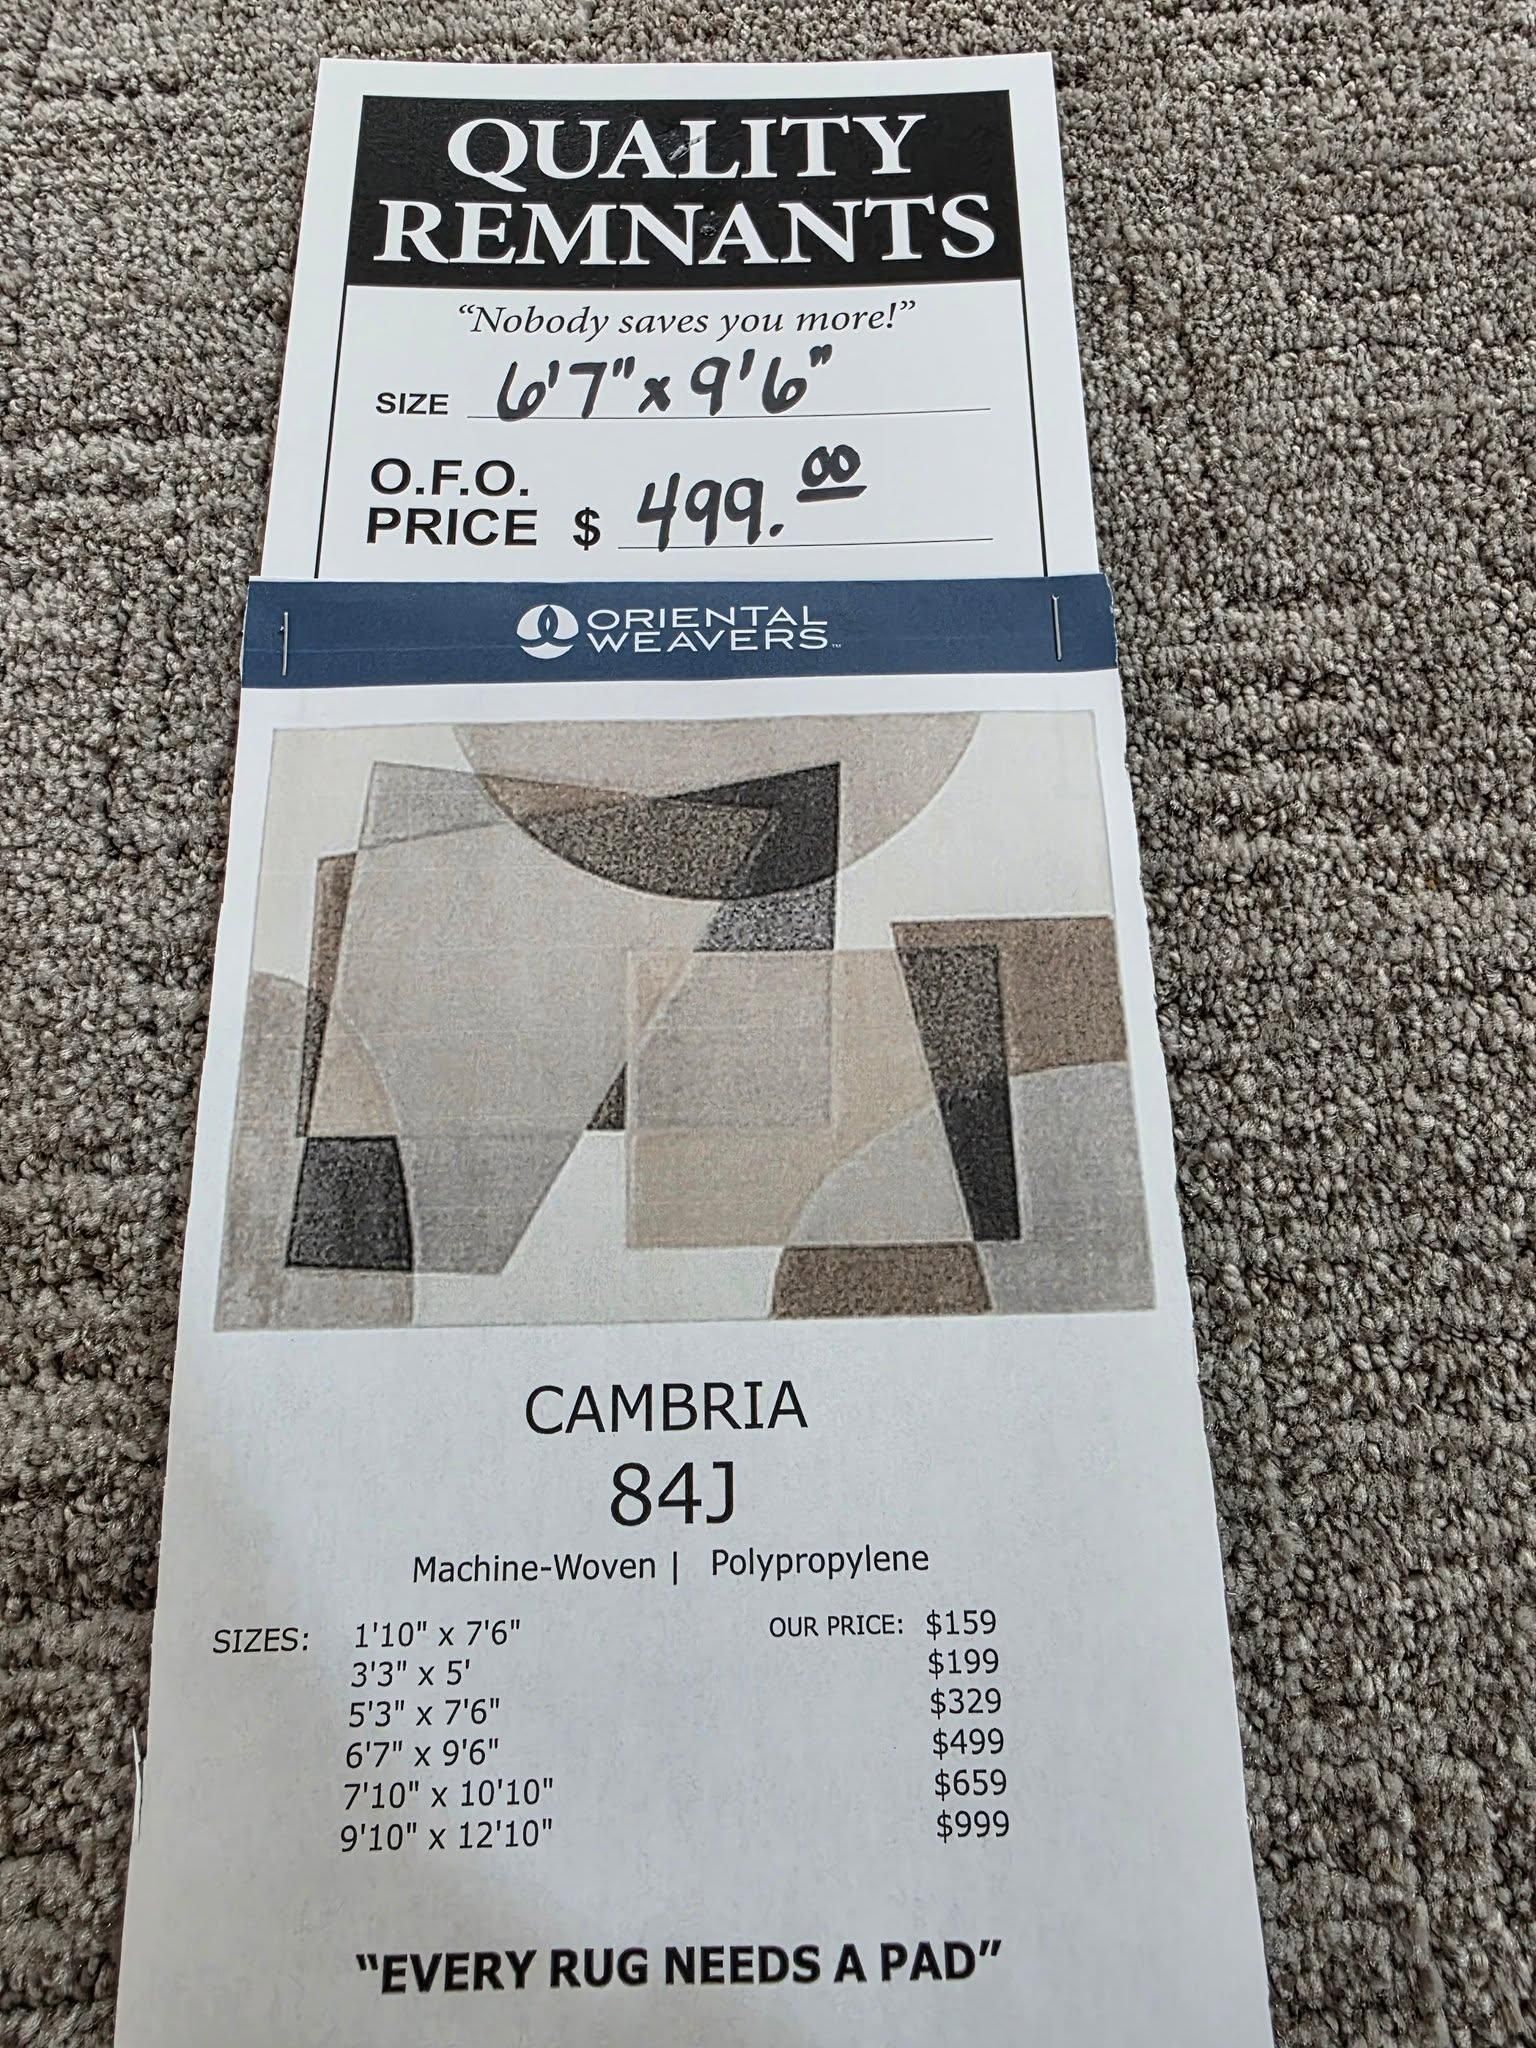 QUALITY
REMNANTS
“Nobody saves you more!”
SIZE 6'7" x 9'6"
O.F.O.
PRICE $ 499.00
ORIENTAL
WEAVERS™
CAMBRIA
84J
Machine-Woven | Polypropylene
SIZES: 1'10" x 7'6" OUR PRICE: $159
3'3" x 5' $199
5'3" x 7'6" $329
6'7" x 9'6" $499
7'10" x 10'10" $659
9'10" x 12'10" $999
“EVERY RUG NEEDS A PAD”